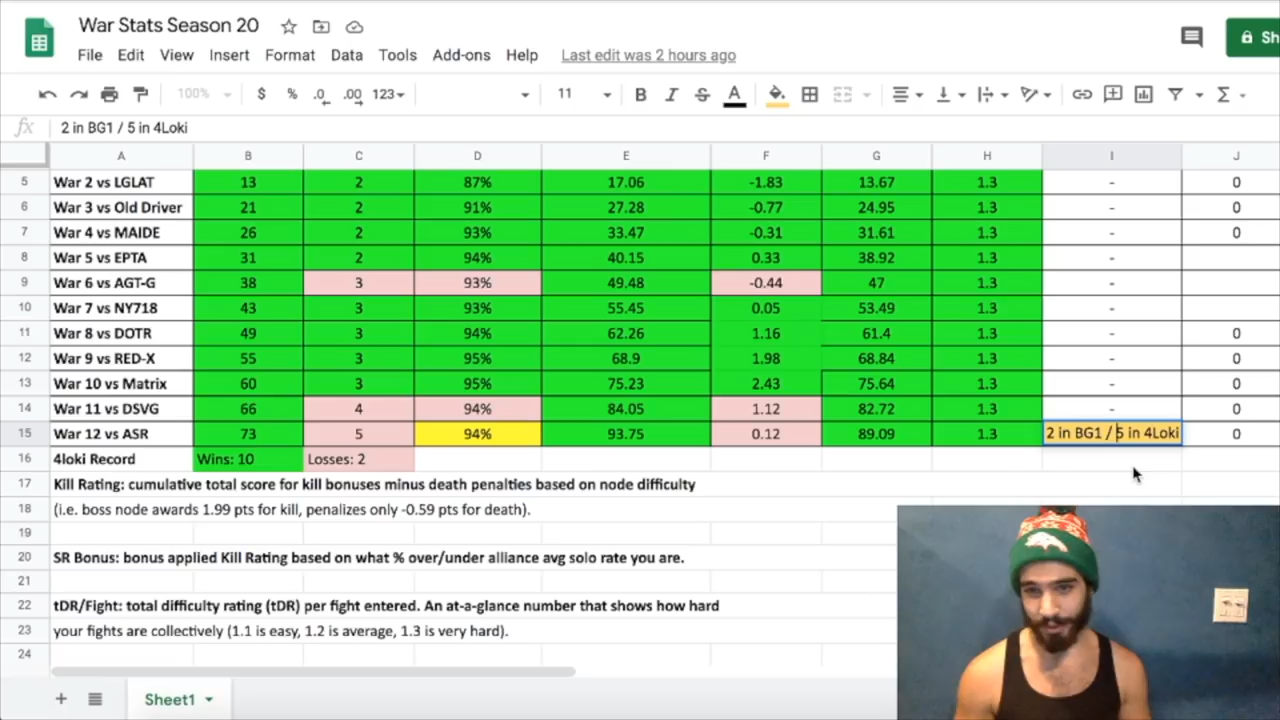 War Stats Season 20
File Edit View Insert Format Data Tools Add-ons Help Last edit was 2 hours ago
100% $ % .0 .00 123 11 B I S A
fx 2 in BG1 / 5 in 4Loki
A B C D E F G H I J
5 War 2 vs LGLAT 13 2 87% 17.06 -1.83 13.67 1.3 - 0
6 War 3 vs Old Driver 21 2 91% 27.28 -0.77 24.95 1.3 - 0
7 War 4 vs MAIDE 26 2 93% 33.47 -0.31 31.61 1.3 - 0
8 War 5 vs EPTA 31 2 94% 40.15 0.33 38.92 1.3 -
9 War 6 vs AGT-G 38 3 93% 49.48 -0.44 47 1.3 -
10 War 7 vs NY718 43 3 93% 55.45 0.05 53.49 1.3 -
11 War 8 vs DOTR 49 3 94% 62.26 1.16 61.4 1.3 - 0
12 War 9 vs RED-X 55 3 95% 68.9 1.98 68.84 1.3 - 0
13 War 10 vs Matrix 60 3 95% 75.23 2.43 75.64 1.3 - 0
14 War 11 vs DSVG 66 4 94% 84.05 1.12 82.72 1.3 - 0
15 War 12 vs ASR 73 5 94% 93.75 0.12 89.09 1.3 2 in BG1 / 5 in 4Loki 0
16 4loki Record Wins: 10 Losses: 2
17 Kill Rating: cumulative total score for kill bonuses minus death penalties based on node difficulty
18 (i.e. boss node awards 1.99 pts for kill, penalizes only -0.59 pts for death).
19
20 SR Bonus: bonus applied Kill Rating based on what % over/under alliance avg solo rate you are.
21
22 tDR/Fight: total difficulty rating (tDR) per fight entered. An at-a-glance number that shows how hard
23 your fights are collectively (1.1 is easy, 1.2 is average, 1.3 is very hard).
24
Sheet1